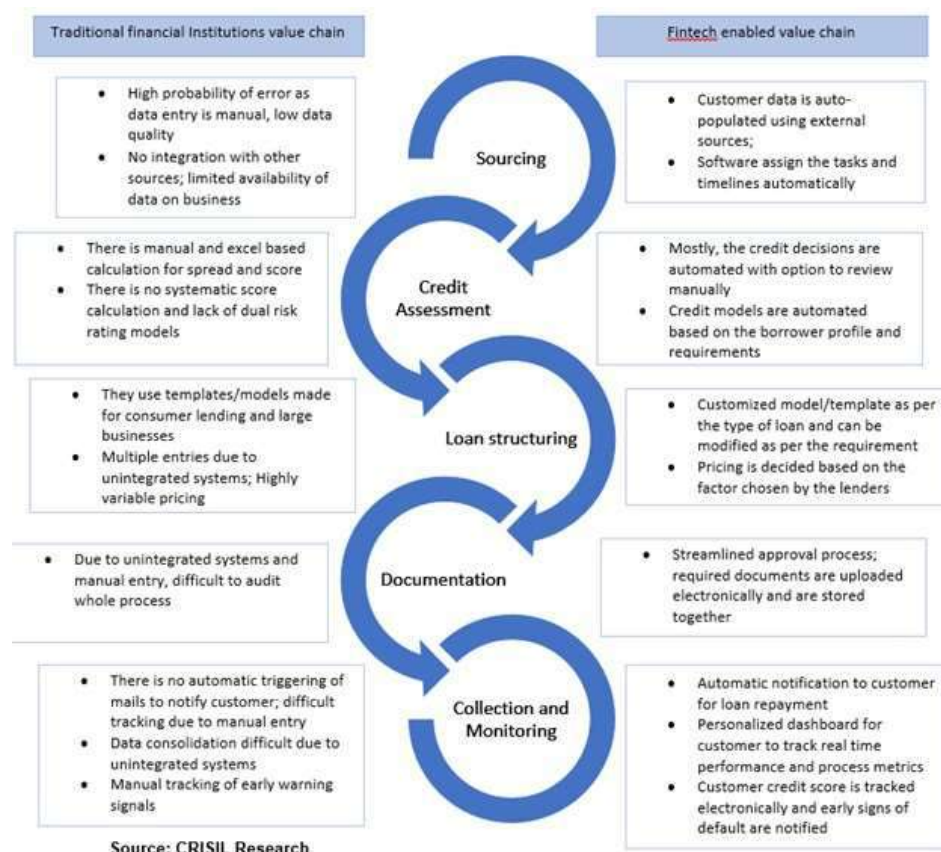 Traditional financial Institutions value chain
Fintech enabled value chain
• High probability of error as
data entry is manual, low data
quality
• No integration with other
sources; limited availability of
data on business
Sourcing
• Customer data is auto-
populated using external
sources;
• Software assign the tasks and
timelines automatically
• There is manual and excel based
calculation for spread and score
• There is no systematic score
calculation and lack of dual risk
rating models
Credit
Assessment
• Mostly, the credit decisions are
automated with option to review
manually
• Credit models are automated
based on the borrower profile and
requirements
• They use templates/models made
for consumer lending and large
businesses
• Multiple entries due to
unintegrated systems; Highly
variable pricing
Loan structuring
• Customized model/template as per
the type of loan and can be
modified as per the requirement
• Pricing is decided based on the
factor chosen by the lenders
• Due to unintegrated systems and
manual entry, difficult to audit
whole process
Documentation
• Streamlined approval process;
required documents are uploaded
electronically and are stored
together
• There is no automatic triggering of
mails to notify customer; difficult
tracking due to manual entry
• Data consolidation difficult due to
unintegrated systems
• Manual tracking of early warning
signals
Collection and
Monitoring
• Automatic notification to customer
for loan repayment
• Personalized dashboard for
customer to track real time
performance and process metrics
• Customer credit score is tracked
electronically and early signs of
default are notified
Source: CRISIL Research